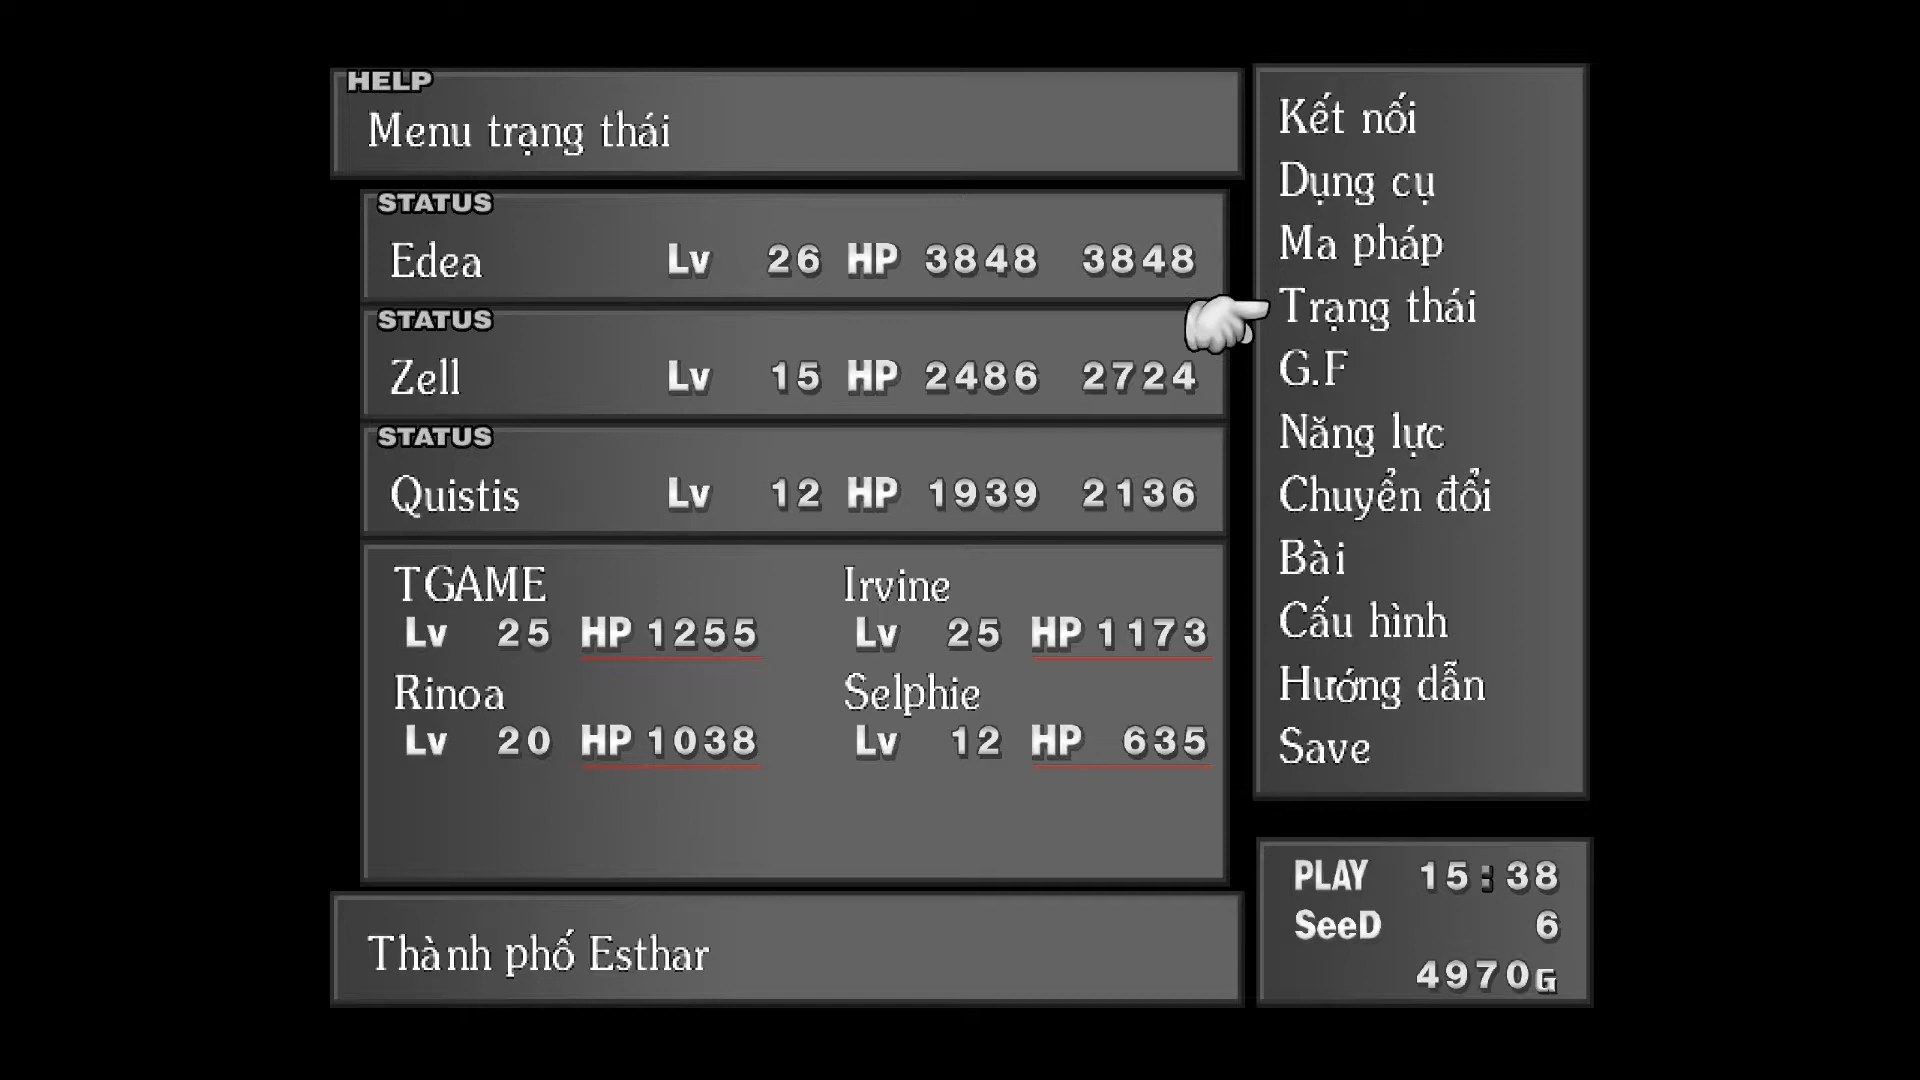 HELP
Menu trạng thái
STATUS
Edea Lv 26 HP 3848 3848
STATUS
Zell Lv 15 HP 2486 2724
STATUS
Quistis Lv 12 HP 1939 2136
TGAME
Lv 25 HP 1255
Irvine
Lv 25 HP 1173
Rinoa
Lv 20 HP 1038
Selphie
Lv 12 HP 635
Thành phố Esthar
Kết nối
Dụng cụ
Ma pháp
Trạng thái
G.F
Năng lực
Chuyển đổi
Bài
Cấu hình
Hướng dẫn
Save
PLAY 15:38
SeeD 6
4970G